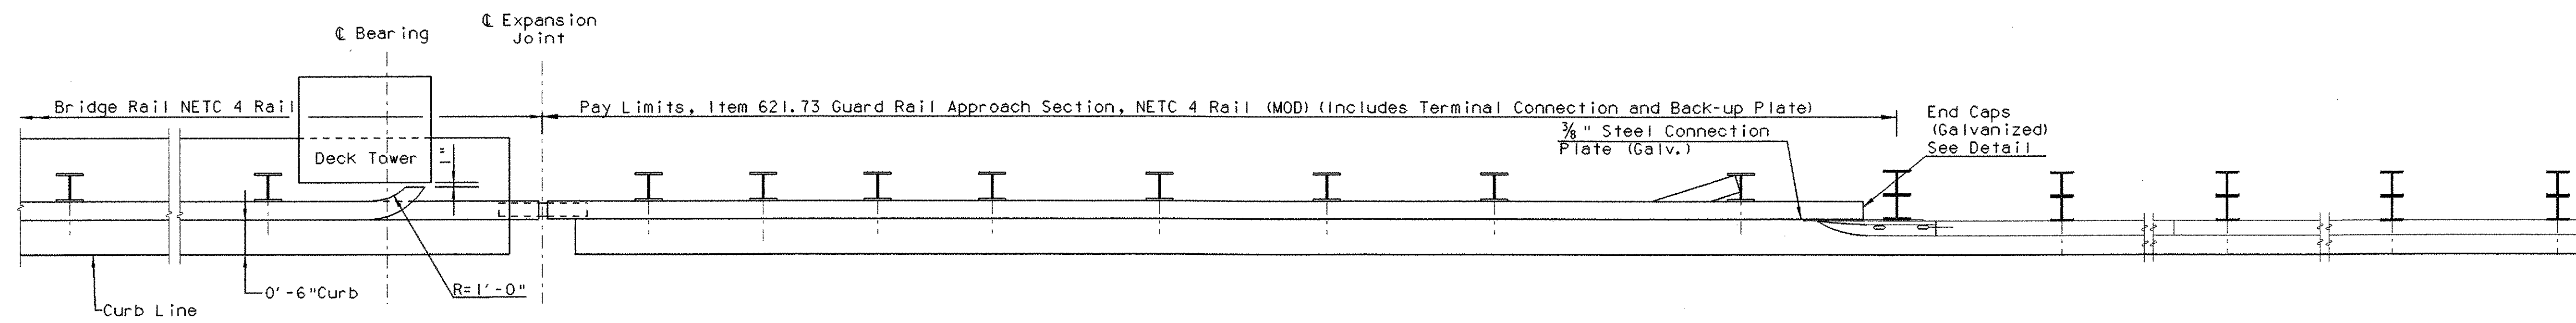 ℄ Bearing
℄ Expansion
Joint
Bridge Rail NETC 4 Rail
Pay Limits, Item 621.73 Guard Rail Approach Section, NETC 4 Rail (MOD) (Includes Terminal Connection and Back-up Plate)
End Caps
(Galvanized)
See Detail
3/8" Steel Connection
Plate (Galv.)
Deck Tower
1"
0'-6"Curb
R=1'-0"
Curb Line